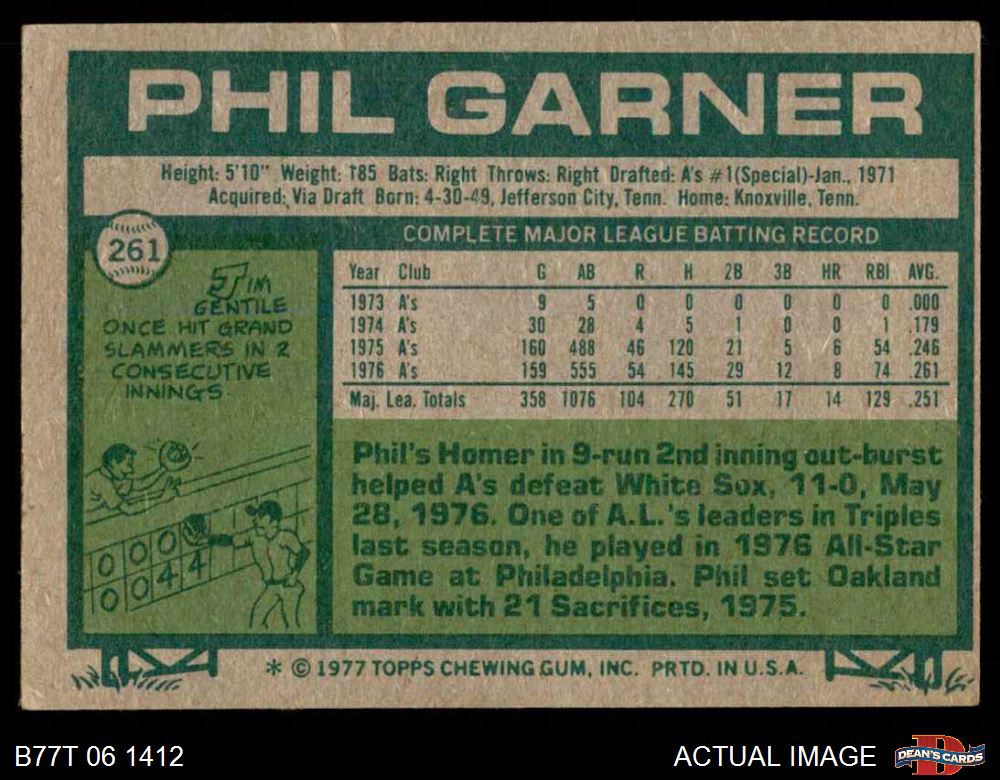 PHIL GARNER
Height: 5'10" Weight: 185 Bats: Right Throws: Right Drafted: A's #1(Special)-Jan., 1971
Acquired: Via Draft Born: 4-30-49, Jefferson City, Tenn. Home: Knoxville, Tenn.
261
JIM
GENTILE
ONCE HIT GRAND
SLAMMERS IN 2
CONSECUTIVE
INNINGS.
0 0 0
0 0 4 4
COMPLETE MAJOR LEAGUE BATTING RECORD
Year Club G AB R H 2B 3B HR RBI AVG.
1973 A's 9 5 0 0 0 0 0 0 .000
1974 A's 30 28 4 5 1 0 0 1 .179
1975 A's 160 488 46 120 21 5 6 54 .246
1976 A's 159 555 54 145 29 12 8 74 .261
Maj. Lea. Totals 358 1076 104 270 51 17 14 129 .251
Phil's Homer in 9-run 2nd inning out-burst
helped A's defeat White Sox, 11-0, May
28, 1976. One of A.L.'s leaders in Triples
last season, he played in 1976 All-Star
Game at Philadelphia. Phil set Oakland
mark with 21 Sacrifices, 1975.
* © 1977 TOPPS CHEWING GUM, INC. PRTD. IN U.S.A.
B77T 06 1412
ACTUAL IMAGE
DEAN'S CARDS